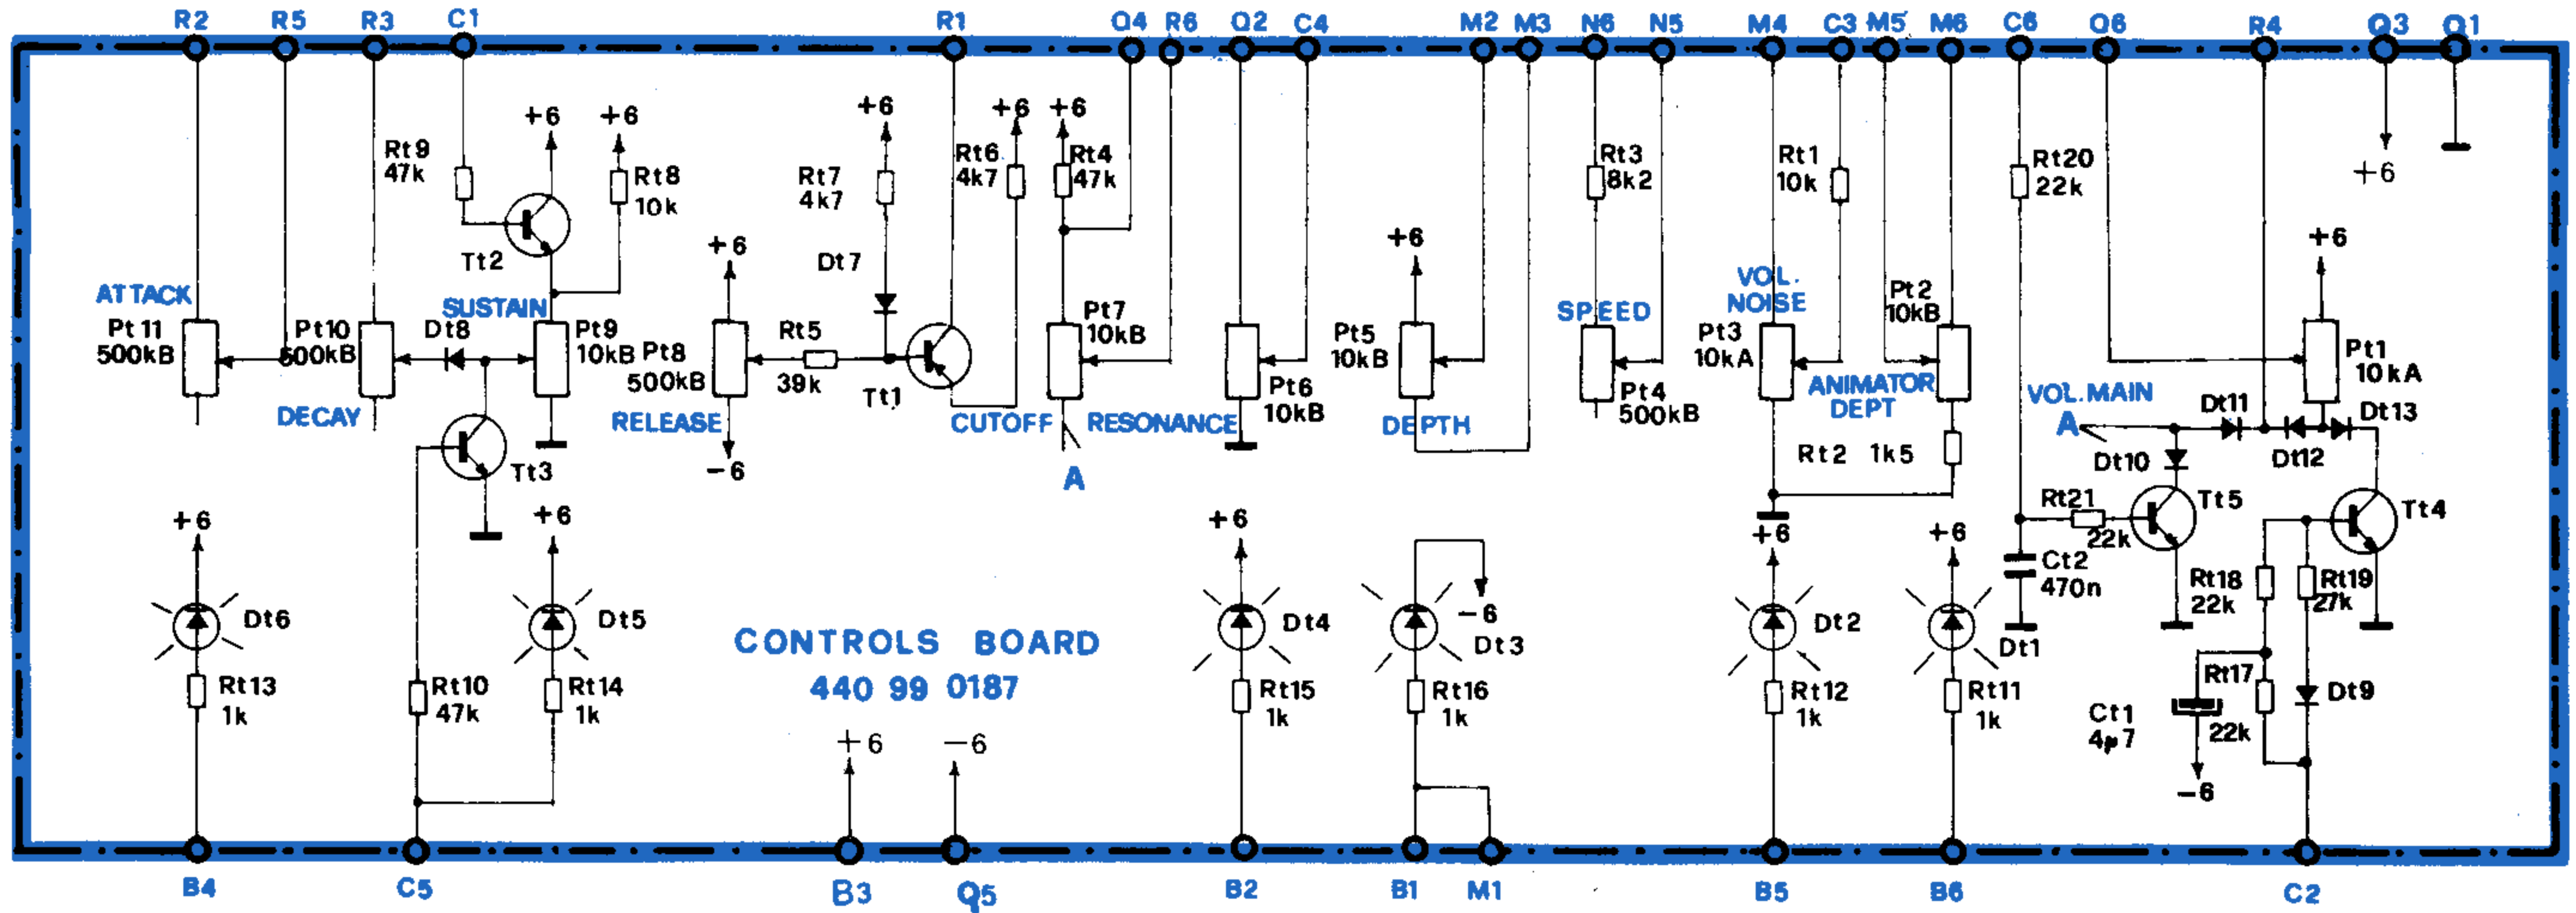 R2 R5 R3 C1 R1 Q4 R6 Q2 C4 M2 M3 N6 N5 M4 C3 M5 M6 C6 Q6 R4 Q3 Q1
+6 +6 +6 +6 +6
Rt9 47k
Rt8 10k
Rt7 4k7
Rt6 4k7
Rt4 47k
Rt3 8k2
Rt1 10k
Rt20 22k
+6
Tt2
+6
Dt7
+6
+6
ATTACK
Pt11 500kB
Pt10 500kB
DECAY
Dt8
SUSTAIN
Pt9 10kB
Tt3
+6
Pt8 500kB
RELEASE
-6
Rt5 39k
Tt1
CUTOFF
Pt7 10kB
A
RESONANCE
Pt6 10kB
Pt5 10kB
DEPTH
SPEED
Pt4 500kB
VOL. NOISE
Pt3 10kA
Pt2 10kB
ANIMATOR DEPT
Rt2 1k5
VOL.MAIN
A
Pt1 10kA
Dt11 Dt13
Dt10 Dt12
Rt21 22k
Tt5
Tt4
Ct2 470n
Rt18 22k
Rt19 27k
Rt17 22k
Dt9
Ct1 4µ7
-6
+6 +6 +6 +6 +6
Dt6 Dt5 Dt4 Dt3 Dt2 Dt1
-6
Rt13 1k
Rt10 47k
Rt14 1k
Rt15 1k
Rt16 1k
Rt12 1k
Rt11 1k
CONTROLS BOARD
440 99 0187
+6 -6
B4 C5 B3 Q5 B2 B1 M1 B5 B6 C2